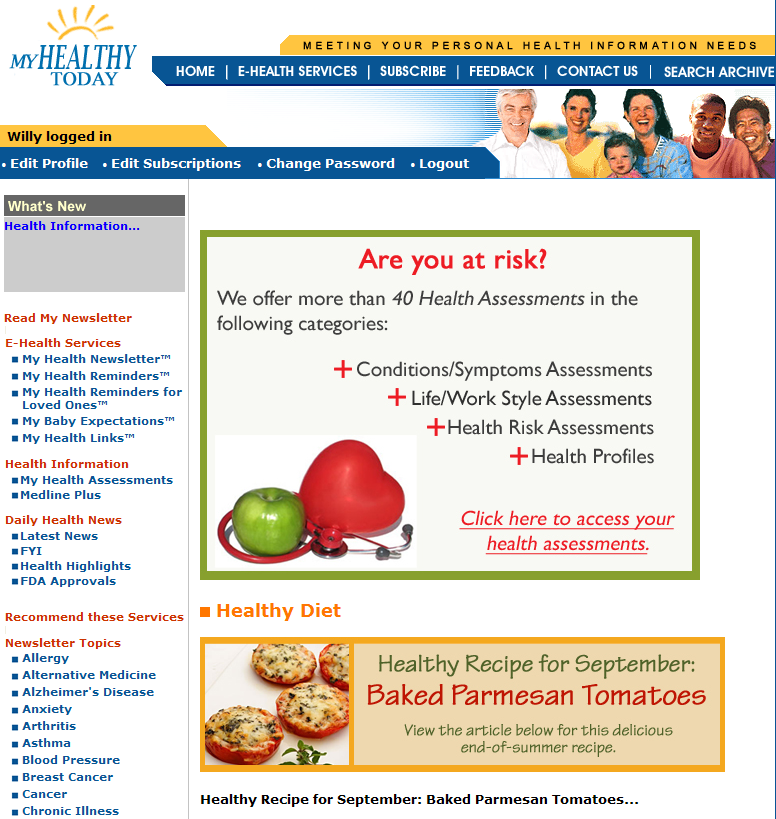 MY HEALTHY
TODAY
MEETING YOUR PERSONAL HEALTH INFORMATION NEEDS
HOME | E-HEALTH SERVICES | SUBSCRIBE | FEEDBACK | CONTACT US | SEARCH ARCHIVE
Willy logged in
• Edit Profile • Edit Subscriptions • Change Password • Logout
What's New
Health Information...
Read My Newsletter
E-Health Services
My Health Newsletter™
My Health Reminders™
My Health Reminders for
Loved Ones™
My Baby Expectations™
My Health Links™
Health Information
My Health Assessments
Medline Plus
Daily Health News
Latest News
FYI
Health Highlights
FDA Approvals
Recommend these Services
Newsletter Topics
Allergy
Alternative Medicine
Alzheimer's Disease
Anxiety
Arthritis
Asthma
Blood Pressure
Breast Cancer
Cancer
Chronic Illness
Are you at risk?
We offer more than 40 Health Assessments in the
following categories:
+ Conditions/Symptoms Assessments
+ Life/Work Style Assessments
+ Health Risk Assessments
+ Health Profiles
Click here to access your
health assessments.
Healthy Diet
Healthy Recipe for September:
Baked Parmesan Tomatoes
View the article below for this delicious
end-of-summer recipe.
Healthy Recipe for September: Baked Parmesan Tomatoes...